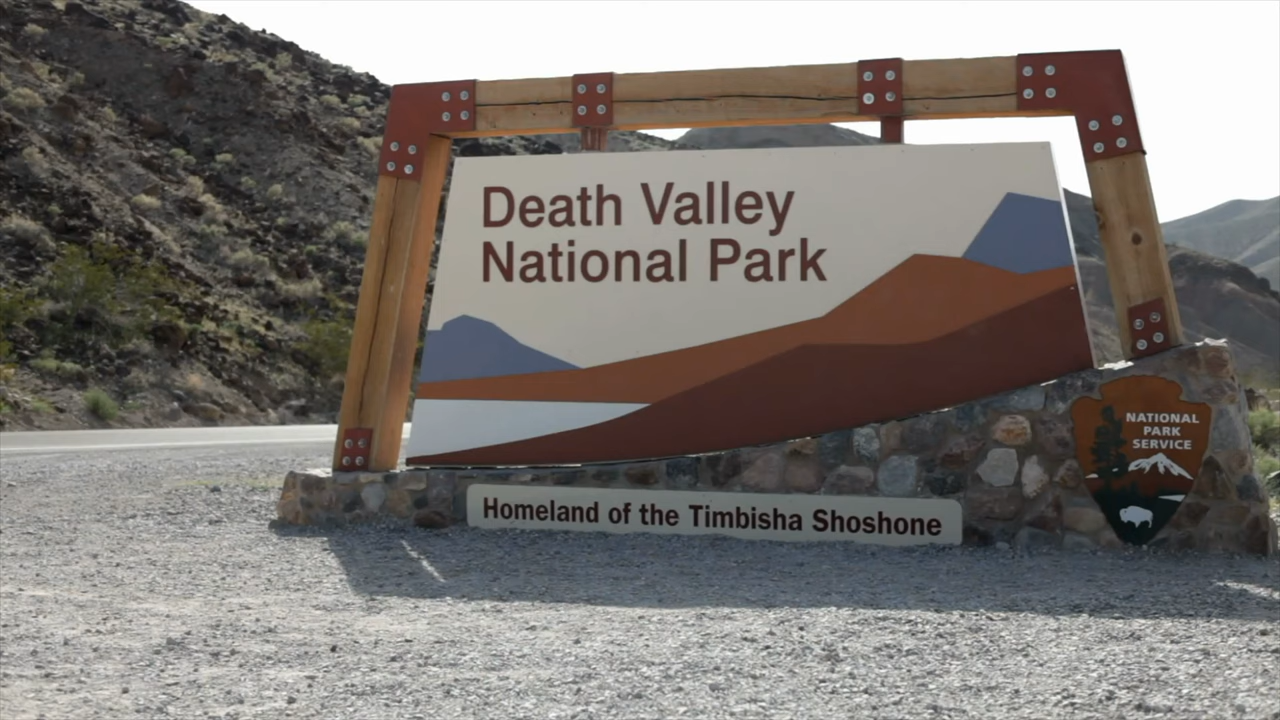 Death Valley
National Park
NATIONAL
PARK
SERVICE
Homeland of the Timbisha Shoshone